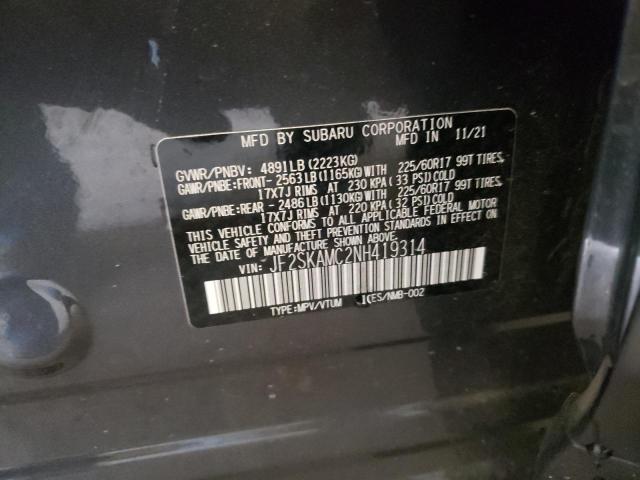 MFD BY SUBARU CORPORATION
MFD IN 11/21
GVWR/PNBV: 4891LB(2223KG)
GAWR/PNBE:FRONT- 2563LB(1165KG)WITH 225/60R17 99T TIRES,
17X7J RIMS AT 230 KPA(33 PSI)COLD
GAWR/PNBE:REAR - 2486LB(1130KG)WITH 225/60R17 99T TIRES,
17X7J RIMS AT 220 KPA(32 PSI)COLD
THIS VEHICLE CONFORMS TO ALL APPLICABLE FEDERAL MOTOR
VEHICLE SAFETY AND THEFT PREVENTION STANDARDS IN EFFECT ON
THE DATE OF MANUFACTURE SHOWN ABOVE.
VIN: JF2SKAMC2NH419314
TYPE:MPV/VTUM ICES/NMB-002